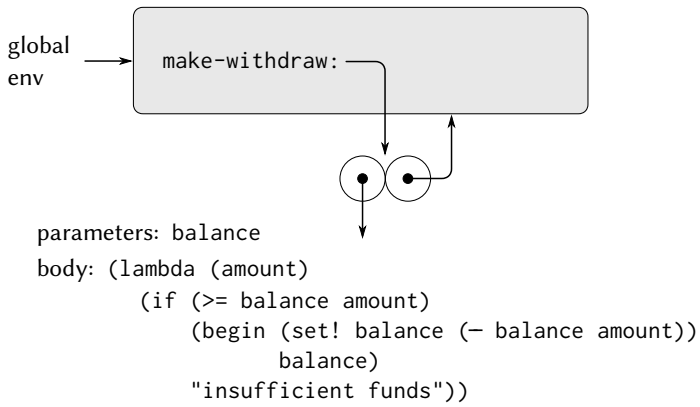 global
env
make-withdraw:
parameters: balance
body: (lambda (amount)
(if (>= balance amount)
(begin (set! balance (- balance amount))
balance)
"insufficient funds"))